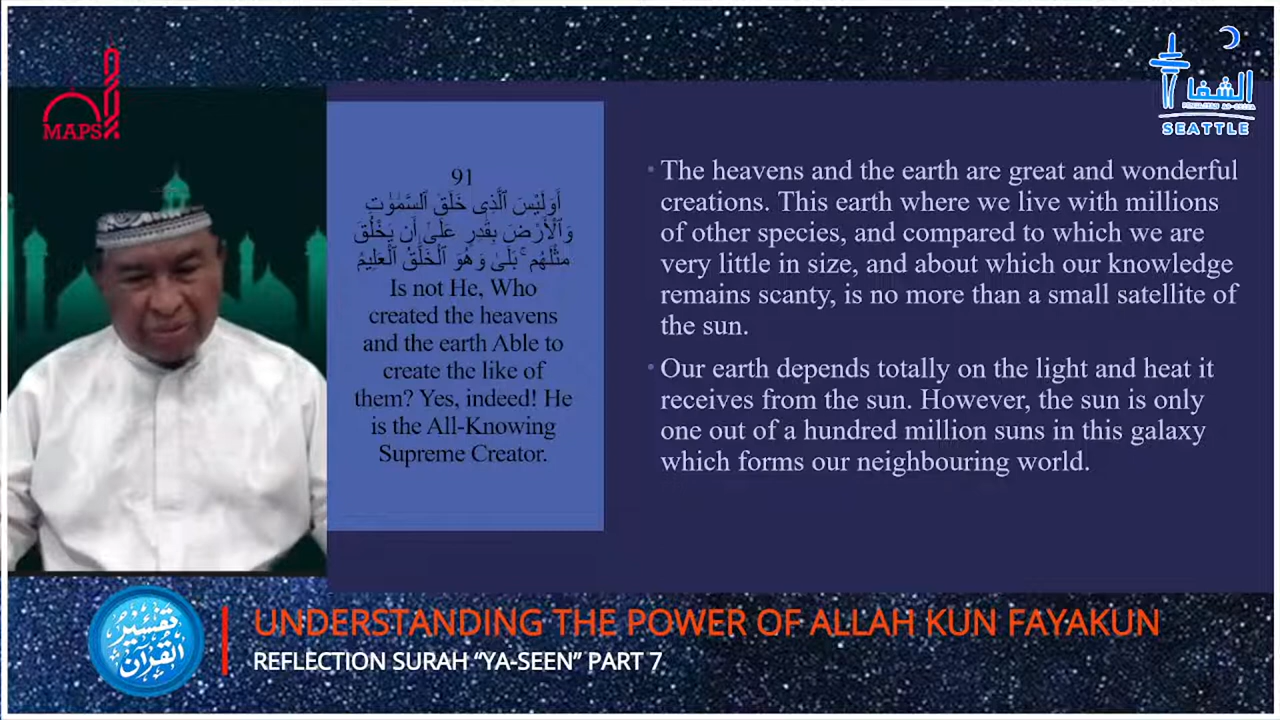 MAPS
الشفاء
SEATTLE
91
أَوَلَيْسَ ٱلَّذِى خَلَقَ ٱلسَّمَٰوَٰتِ
وَٱلْأَرْضَ بِقَٰدِرٍ عَلَىٰٓ أَن يَخْلُقَ
مِثْلَهُم ۚ بَلَىٰ وَهُوَ ٱلْخَلَّٰقُ ٱلْعَلِيمُ
Is not He, Who
created the heavens
and the earth Able to
create the like of
them? Yes, indeed! He
is the All-Knowing
Supreme Creator.
• The heavens and the earth are great and wonderful
creations. This earth where we live with millions
of other species, and compared to which we are
very little in size, and about which our knowledge
remains scanty, is no more than a small satellite of
the sun.
• Our earth depends totally on the light and heat it
receives from the sun. However, the sun is only
one out of a hundred million suns in this galaxy
which forms our neighbouring world.
تفسير
القرآن
UNDERSTANDING THE POWER OF ALLAH KUN FAYAKUN
REFLECTION SURAH “YA-SEEN” PART 7